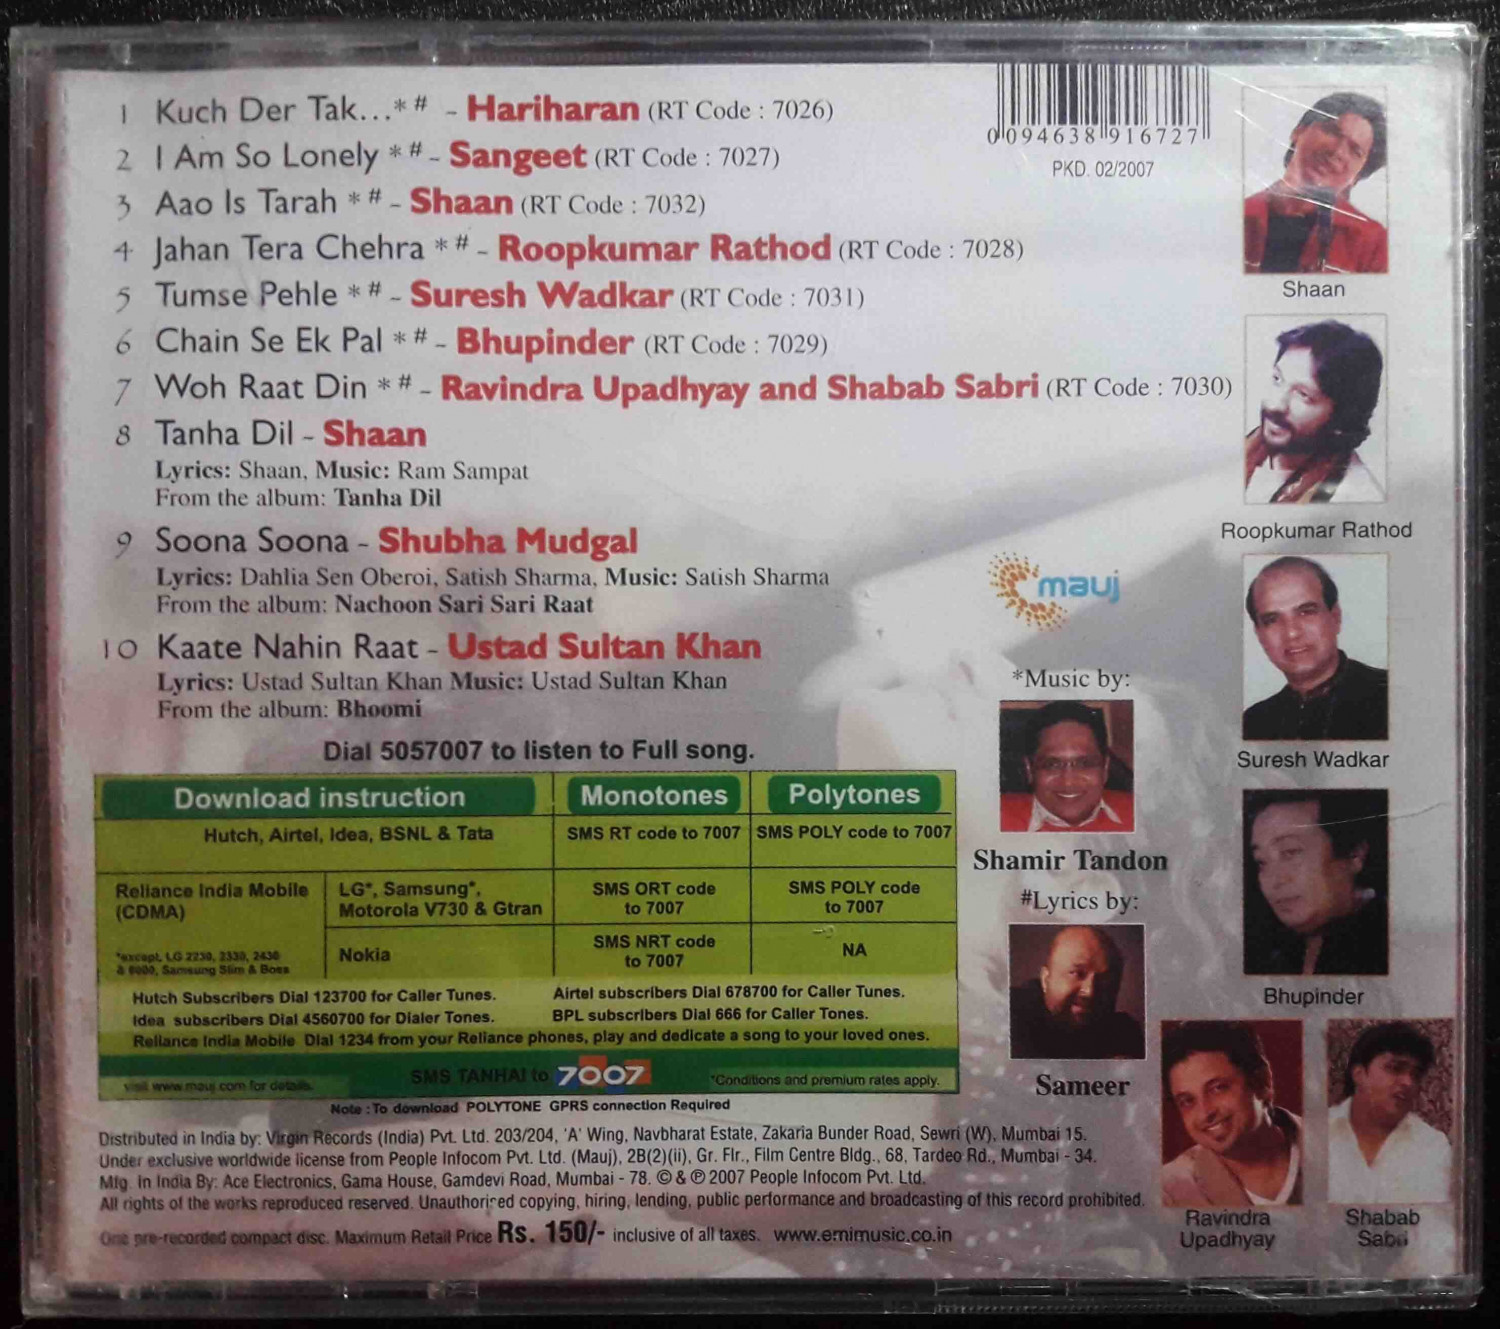 1 Kuch Der Tak...*# - Hariharan (RT Code : 7026)
2 I Am So Lonely *# - Sangeet (RT Code : 7027)
3 Aao Is Tarah *# - Shaan (RT Code : 7032)
4 Jahan Tera Chehra *# - Roopkumar Rathod (RT Code : 7028)
5 Tumse Pehle *# - Suresh Wadkar (RT Code : 7031)
6 Chain Se Ek Pal *# - Bhupinder (RT Code : 7029)
7 Woh Raat Din *# - Ravindra Upadhyay and Shabab Sabri (RT Code : 7030)
8 Tanha Dil - Shaan
Lyrics: Shaan, Music: Ram Sampat
From the album: Tanha Dil
9 Soona Soona - Shubha Mudgal
Lyrics: Dahlia Sen Oberoi, Satish Sharma, Music: Satish Sharma
From the album: Nachoon Sari Sari Raat
10 Kaate Nahin Raat - Ustad Sultan Khan
Lyrics: Ustad Sultan Khan Music: Ustad Sultan Khan
From the album: Bhoomi
0 094638 916727
PKD. 02/2007
Shaan
Roopkumar Rathod
Suresh Wadkar
Bhupinder
Ravindra Upadhyay
Shabab Sabri
mauj
*Music by:
Shamir Tandon
#Lyrics by:
Sameer
Dial 5057007 to listen to Full song.
Download instruction Monotones Polytones
Hutch, Airtel, Idea, BSNL & Tata SMS RT code to 7007 SMS POLY code to 7007
Reliance India Mobile (CDMA) LG*, Samsung*, Motorola V730 & Gtran SMS ORT code to 7007 SMS POLY code to 7007
*except, LG 2230, 2330, 2430 & 6000, Samsung Slim & Boss
Nokia SMS NRT code to 7007 NA
Hutch Subscribers Dial 123700 for Caller Tunes. Airtel subscribers Dial 678700 for Caller Tunes.
Idea subscribers Dial 4560700 for Dialer Tones. BPL subscribers Dial 666 for Caller Tones.
Reliance India Mobile Dial 1234 from your Reliance phones, play and dedicate a song to your loved ones.
visit www.mauj.com for details. SMS TANHAI to 7007 *Conditions and premium rates apply.
Note : To download POLYTONE GPRS connection Required
Distributed in India by: Virgin Records (India) Pvt. Ltd. 203/204, 'A' Wing, Navbharat Estate, Zakaria Bunder Road, Sewri (W), Mumbai 15.
Under exclusive worldwide license from People Infocom Pvt. Ltd. (Mauj), 2B(2)(ii), Gr. Flr., Film Centre Bldg., 68, Tardeo Rd., Mumbai - 34.
Mfg. In India By: Ace Electronics, Gama House, Gamdevi Road, Mumbai - 78. © & ℗ 2007 People Infocom Pvt. Ltd.
All rights of the works reproduced reserved. Unauthorized copying, hiring, lending, public performance and broadcasting of this record prohibited.
One pre-recorded compact disc. Maximum Retail Price Rs. 150/- inclusive of all taxes. www.emimusic.co.in